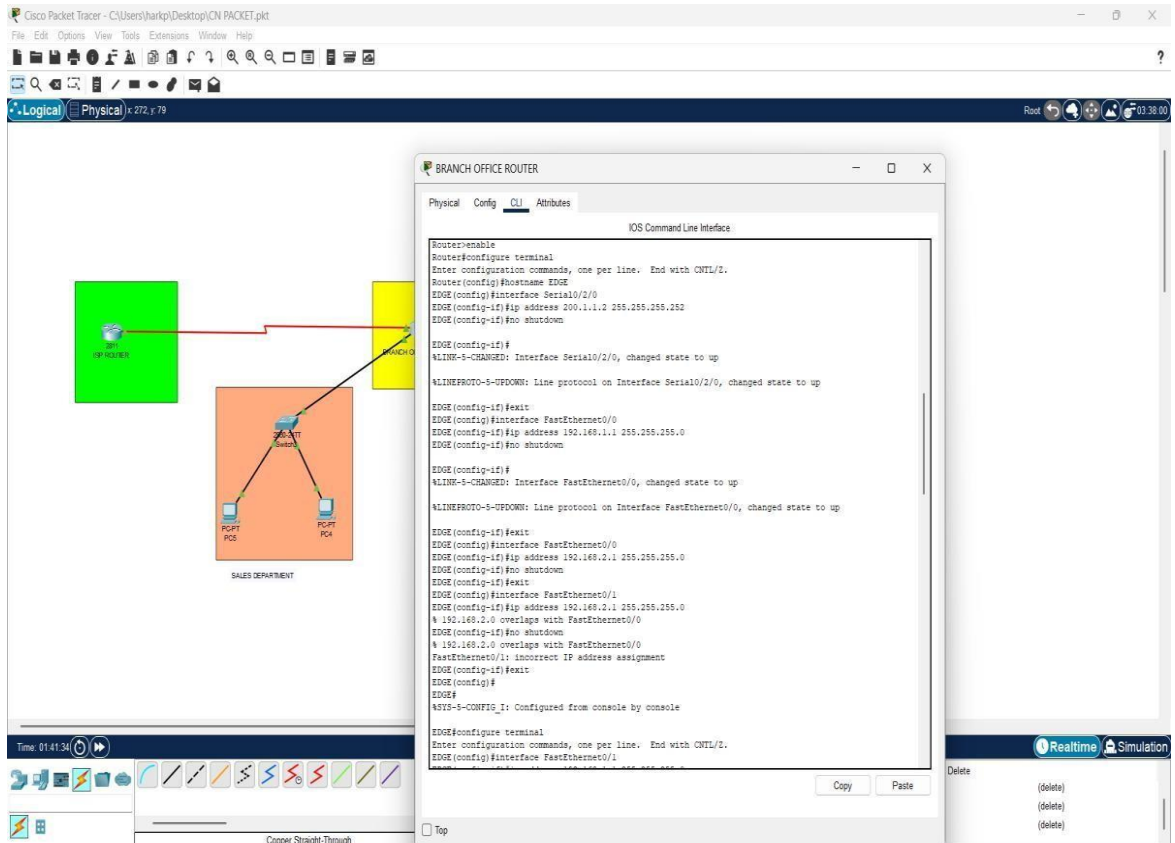 Cisco Packet Tracer - C:\Users\harkp\Desktop\CN PACKET.pkt
File Edit Options View Tools Extensions Window Help
?
Logical Physical x: 272, y: 79
Root 03:38:00
BRANCH OFFICE ROUTER
Physical Config CLI Attributes
IOS Command Line Interface
Router>enable
Router#configure terminal
Enter configuration commands, one per line. End with CNTL/Z.
Router(config)#hostname EDGE
EDGE(config)#interface Serial0/2/0
EDGE(config-if)#ip address 200.1.1.2 255.255.255.252
EDGE(config-if)#no shutdown
EDGE(config-if)#
%LINK-5-CHANGED: Interface Serial0/2/0, changed state to up
%LINEPROTO-5-UPDOWN: Line protocol on Interface Serial0/2/0, changed state to up
EDGE(config-if)#exit
EDGE(config)#interface FastEthernet0/0
EDGE(config-if)#ip address 192.168.1.1 255.255.255.0
EDGE(config-if)#no shutdown
EDGE(config-if)#
%LINK-5-CHANGED: Interface FastEthernet0/0, changed state to up
%LINEPROTO-5-UPDOWN: Line protocol on Interface FastEthernet0/0, changed state to up
EDGE(config-if)#exit
EDGE(config)#interface FastEthernet0/0
EDGE(config-if)#ip address 192.168.2.1 255.255.255.0
EDGE(config-if)#no shutdown
EDGE(config-if)#exit
EDGE(config)#interface FastEthernet0/1
EDGE(config-if)#ip address 192.168.2.1 255.255.255.0
% 192.168.2.0 overlaps with FastEthernet0/0
EDGE(config-if)#no shutdown
% 192.168.2.0 overlaps with FastEthernet0/0
FastEthernet0/1: incorrect IP address assignment
EDGE(config-if)#exit
EDGE(config)#
EDGE#
%SYS-5-CONFIG_I: Configured from console by console
EDGE#configure terminal
Enter configuration commands, one per line. End with CNTL/Z.
EDGE(config)#interface FastEthernet0/1
Copy Paste
Top
2811
ISP ROUTER
BRANCH O
PC-PT
PC5
PC-PT
PC4
SALES DEPARTMENT
Time: 01:41:34
Realtime Simulation
Copper Straight-Through
Delete
(delete)
(delete)
(delete)